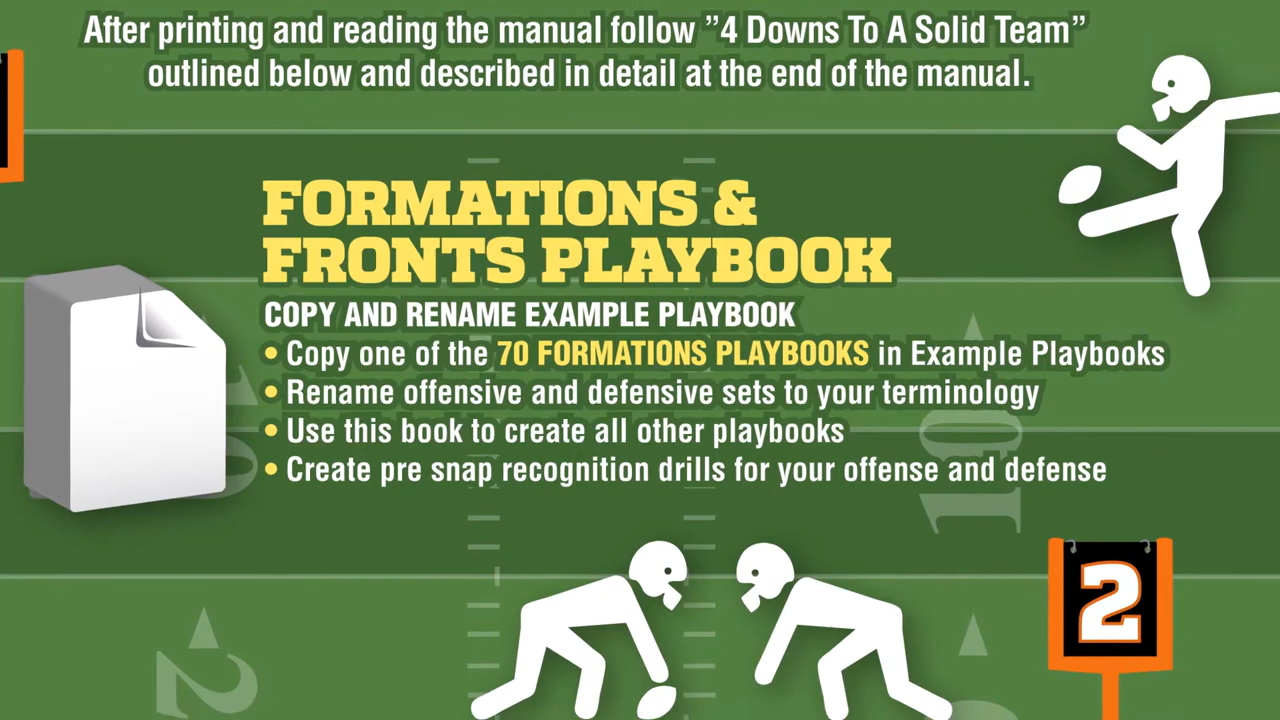 After printing and reading the manual follow ”4 Downs To A Solid Team”
outlined below and described in detail at the end of the manual.
FORMATIONS &
FRONTS PLAYBOOK
COPY AND RENAME EXAMPLE PLAYBOOK
• Copy one of the 70 FORMATIONS PLAYBOOKS in Example Playbooks
• Rename offensive and defensive sets to your terminology
• Use this book to create all other playbooks
• Create pre snap recognition drills for your offense and defense
10
10
2
2